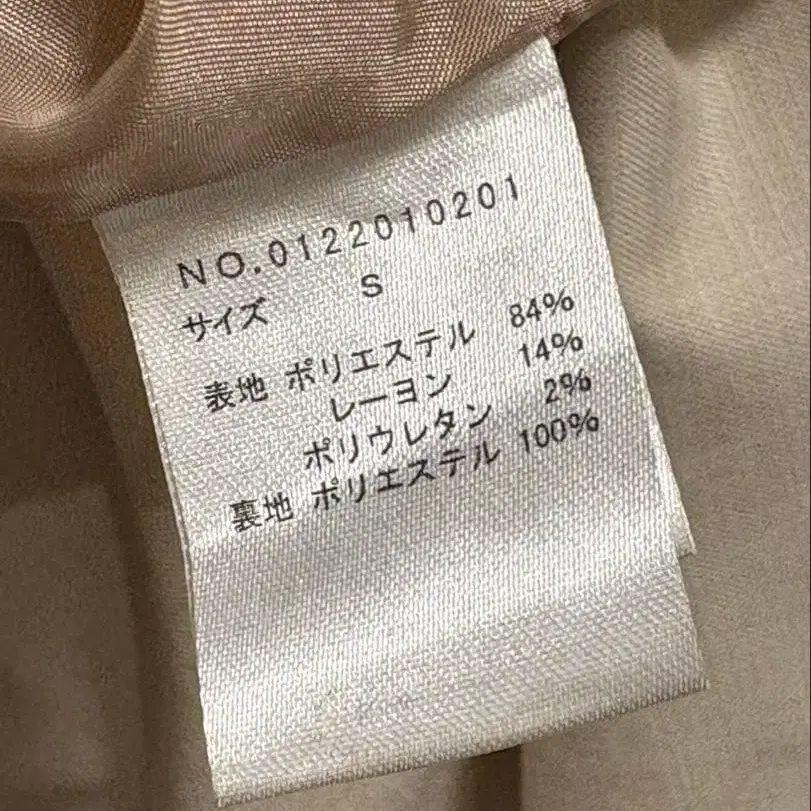 NO.0122010201
サイズ S
表地 ポリエステル 84%
レーヨン 14%
ポリウレタン 2%
裏地 ポリエステル 100%